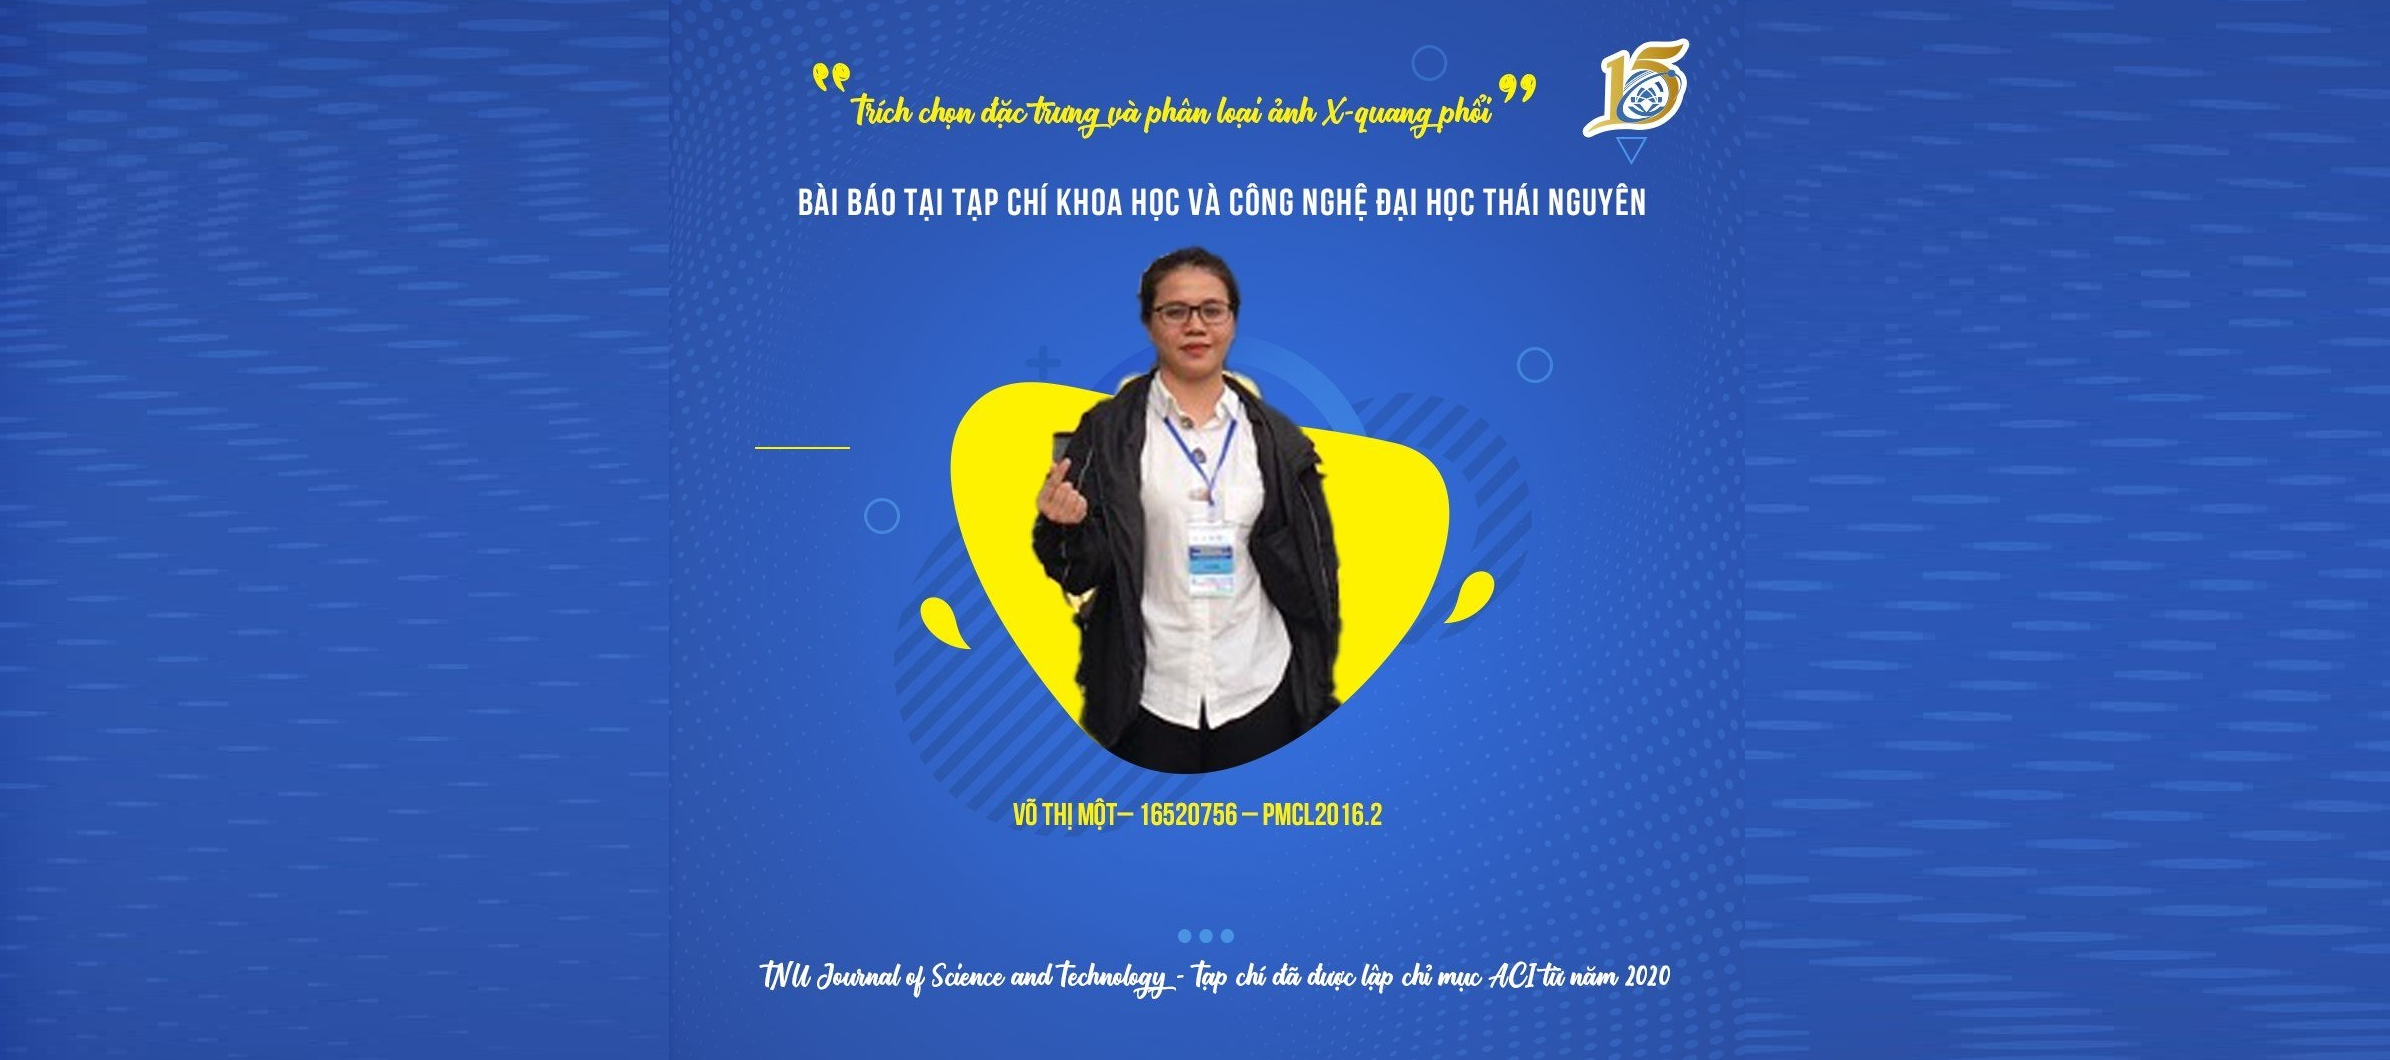 “Trích chọn đặc trưng và phân loại ảnh X-quang phổi”
15
BÀI BÁO TẠI TẠP CHÍ KHOA HỌC VÀ CÔNG NGHỆ ĐẠI HỌC THÁI NGUYÊN
VÕ THỊ MỘT– 16520756 – PMCL2016.2
TNU Journal of Science and Technology - Tạp chí đã được lập chỉ mục ACI từ năm 2020